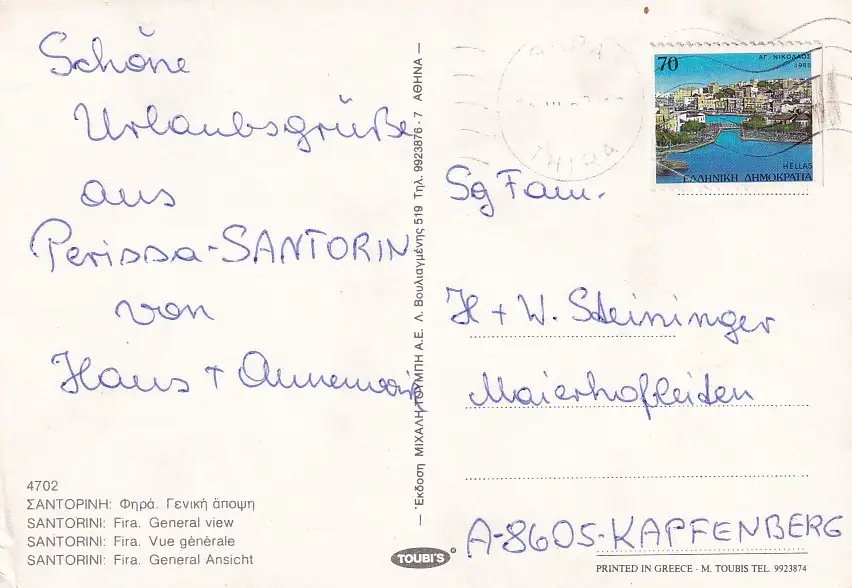 Schöne
Urlaubsgrüße
aus
Perissa-SANTORIN
von
Hans + Annemarie
4702
ΣΑΝΤΟΡΙΝΗ: Φηρά. Γενική άποψη
SANTORINI: Fira. General view
SANTORINI: Fira. Vue générale
SANTORINI: Fira. General Ansicht
Έκδοση ΜΙΧΑΛΗ ΤΟΥΜΠΗ Α.Ε. Λ. Βουλιαγμένης 519 Τηλ. 9923876-7 ΑΘΗΝΑ
TOUBI'S
THIRA
70
ΑΓ. ΝΙΚΟΛΑΟΣ
1988
HELLAS
ΕΛΛΗΝΙΚΗ ΔΗΜΟΚΡΑΤΙΑ
Sg Fam.
H + W. Steininger
Maierhofleiten
A-8605-KAPFENBERG
PRINTED IN GREECE - M. TOUBIS TEL. 9923874